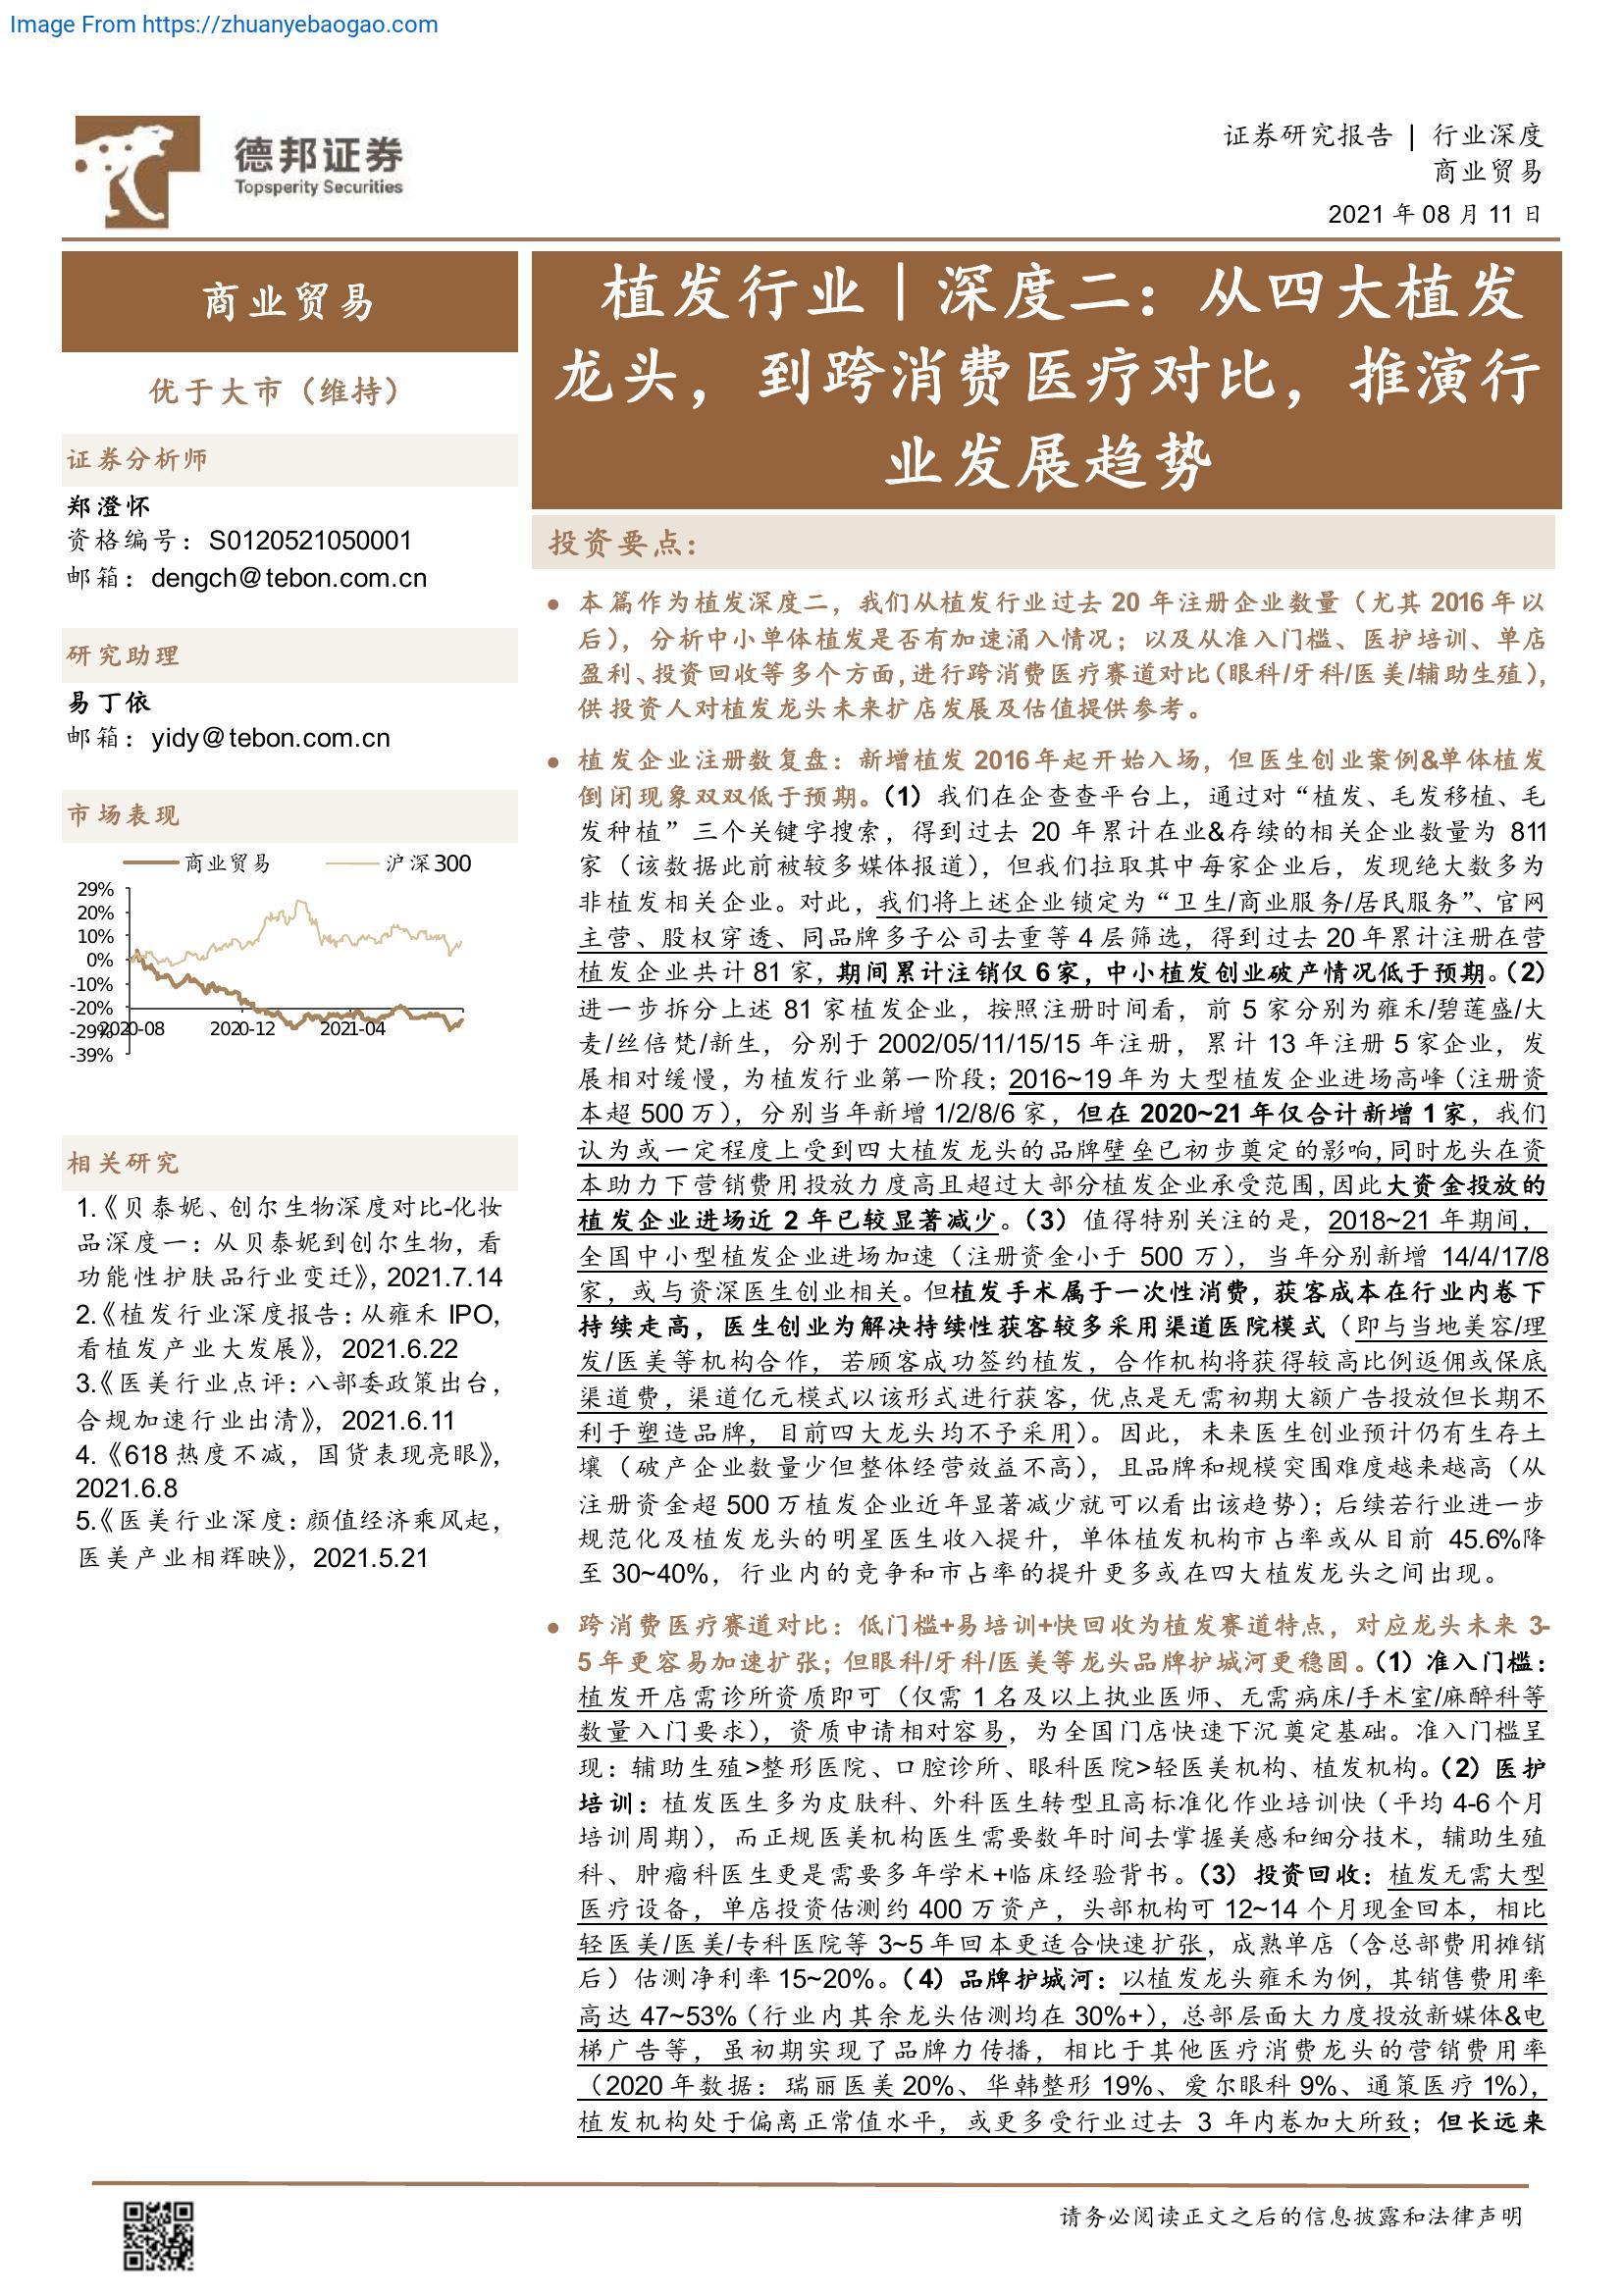 Image From https://zhuanyebaogao.com
德邦证券
Topsperity Securities
证券研究报告 | 行业深度
商业贸易
2021 年 08 月 11 日
商业贸易
优于大市（维持）
证券分析师
郑澄怀
资格编号：S0120521050001
邮箱：dengch@tebon.com.cn
研究助理
易丁依
邮箱：yidy@tebon.com.cn
市场表现
商业贸易 沪深300
29%
20%
10%
0%
-10%
-20%
-29%
-39%
2020-08 2020-12 2021-04
相关研究
1.《贝泰妮、创尔生物深度对比-化妆
品深度一：从贝泰妮到创尔生物，看
功能性护肤品行业变迁》，2021.7.14
2.《植发行业深度报告：从雍禾 IPO，
看植发产业大发展》，2021.6.22
3.《医美行业点评：八部委政策出台，
合规加速行业出清》，2021.6.11
4.《618 热度不减，国货表现亮眼》，
2021.6.8
5.《医美行业深度：颜值经济乘风起，
医美产业相辉映》，2021.5.21
植发行业｜深度二：从四大植发
龙头，到跨消费医疗对比，推演行
业发展趋势
投资要点：
● 本篇作为植发深度二，我们从植发行业过去 20 年注册企业数量（尤其 2016 年以
后），分析中小单体植发是否有加速涌入情况；以及从准入门槛、医护培训、单店
盈利、投资回收等多个方面，进行跨消费医疗赛道对比（眼科/牙科/医美/辅助生殖），
供投资人对植发龙头未来扩店发展及估值提供参考。
● 植发企业注册数复盘：新增植发 2016 年起开始入场，但医生创业案例&单体植发
倒闭现象双双低于预期。（1）我们在企查查平台上，通过对“植发、毛发移植、毛
发种植”三个关键字搜索，得到过去 20 年累计在业&存续的相关企业数量为 811
家（该数据此前被较多媒体报道），但我们拉取其中每家企业后，发现绝大数多为
非植发相关企业。对此，我们将上述企业锁定为“卫生/商业服务/居民服务”、官网
主营、股权穿透、同品牌多子公司去重等 4 层筛选，得到过去 20 年累计注册在营
植发企业共计 81 家，期间累计注销仅 6 家，中小植发创业破产情况低于预期。（2）
进一步拆分上述 81 家植发企业，按照注册时间看，前 5 家分别为雍禾/碧莲盛/大
麦/丝倍梵/新生，分别于 2002/05/11/15/15 年注册，累计 13 年注册 5 家企业，发
展相对缓慢，为植发行业第一阶段；2016~19 年为大型植发企业进场高峰（注册资
本超 500 万），分别当年新增 1/2/8/6 家，但在 2020~21 年仅合计新增 1 家，我们
认为或一定程度上受到四大植发龙头的品牌壁垒已初步奠定的影响，同时龙头在资
本助力下营销费用投放力度高且超过大部分植发企业承受范围，因此大资金投放的
植发企业进场近 2 年已较显著减少。（3）值得特别关注的是，2018~21 年期间，
全国中小型植发企业进场加速（注册资金小于 500 万），当年分别新增 14/4/17/8
家，或与资深医生创业相关。但植发手术属于一次性消费，获客成本在行业内卷下
持续走高，医生创业为解决持续性获客较多采用渠道医院模式（即与当地美容/理
发/医美等机构合作，若顾客成功签约植发，合作机构将获得较高比例返佣或保底
渠道费，渠道亿元模式以该形式进行获客，优点是无需初期大额广告投放但长期不
利于塑造品牌，目前四大龙头均不予采用）。因此，未来医生创业预计仍有生存土
壤（破产企业数量少但整体经营效益不高），且品牌和规模突围难度越来越高（从
注册资金超 500 万植发企业近年显著减少就可以看出该趋势）；后续若行业进一步
规范化及植发龙头的明星医生收入提升，单体植发机构市占率或从目前 45.6%降
至 30~40%，行业内的竞争和市占率的提升更多或在四大植发龙头之间出现。
● 跨消费医疗赛道对比：低门槛+易培训+快回收为植发赛道特点，对应龙头未来 3-
5 年更容易加速扩张；但眼科/牙科/医美等龙头品牌护城河更稳固。（1）准入门槛：
植发开店需诊所资质即可（仅需 1 名及以上执业医师、无需病床/手术室/麻醉科等
数量入门要求），资质申请相对容易，为全国门店快速下沉奠定基础。准入门槛呈
现：辅助生殖>整形医院、口腔诊所、眼科医院>轻医美机构、植发机构。（2）医护
培训：植发医生多为皮肤科、外科医生转型且高标准化作业培训快（平均 4-6 个月
培训周期），而正规医美机构医生需要数年时间去掌握美感和细分技术，辅助生殖
科、肿瘤科医生更是需要多年学术+临床经验背书。（3）投资回收：植发无需大型
医疗设备，单店投资估测约 400 万资产，头部机构可 12~14 个月现金回本，相比
轻医美/医美/专科医院等 3~5 年回本更适合快速扩张，成熟单店（含总部费用摊销
后）估测净利率 15~20%。（4）品牌护城河：以植发龙头雍禾为例，其销售费用率
高达 47~53%（行业内其余龙头估测均在 30%+），总部层面大力度投放新媒体&电
梯广告等，虽初期实现了品牌力传播，相比于其他医疗消费龙头的营销费用率
（2020 年数据：瑞丽医美 20%、华韩整形 19%、爱尔眼科 9%、通策医疗 1%），
植发机构处于偏离正常值水平，或更多受行业过去 3 年内卷加大所致；但长远来
请务必阅读正文之后的信息披露和法律声明